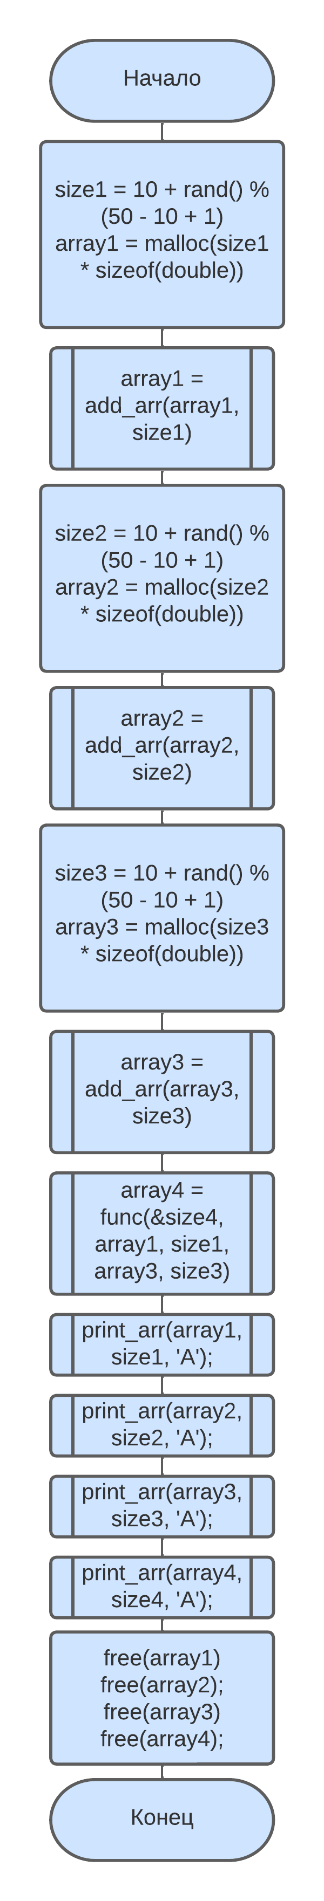 Начало
size1 = 10 + rand() %
(50 - 10 + 1)
array1 = malloc(size1
* sizeof(double))
array1 =
add_arr(array1,
size1)
size2 = 10 + rand() %
(50 - 10 + 1)
array2 = malloc(size2
* sizeof(double))
array2 =
add_arr(array2,
size2)
size3 = 10 + rand() %
(50 - 10 + 1)
array3 = malloc(size3
* sizeof(double))
array3 =
add_arr(array3,
size3)
array4 =
func(&size4,
array1, size1,
array3, size3)
print_arr(array1,
size1, 'A');
print_arr(array2,
size2, 'A');
print_arr(array3,
size3, 'A');
print_arr(array4,
size4, 'A');
free(array1)
free(array2);
free(array3)
free(array4);
Конец